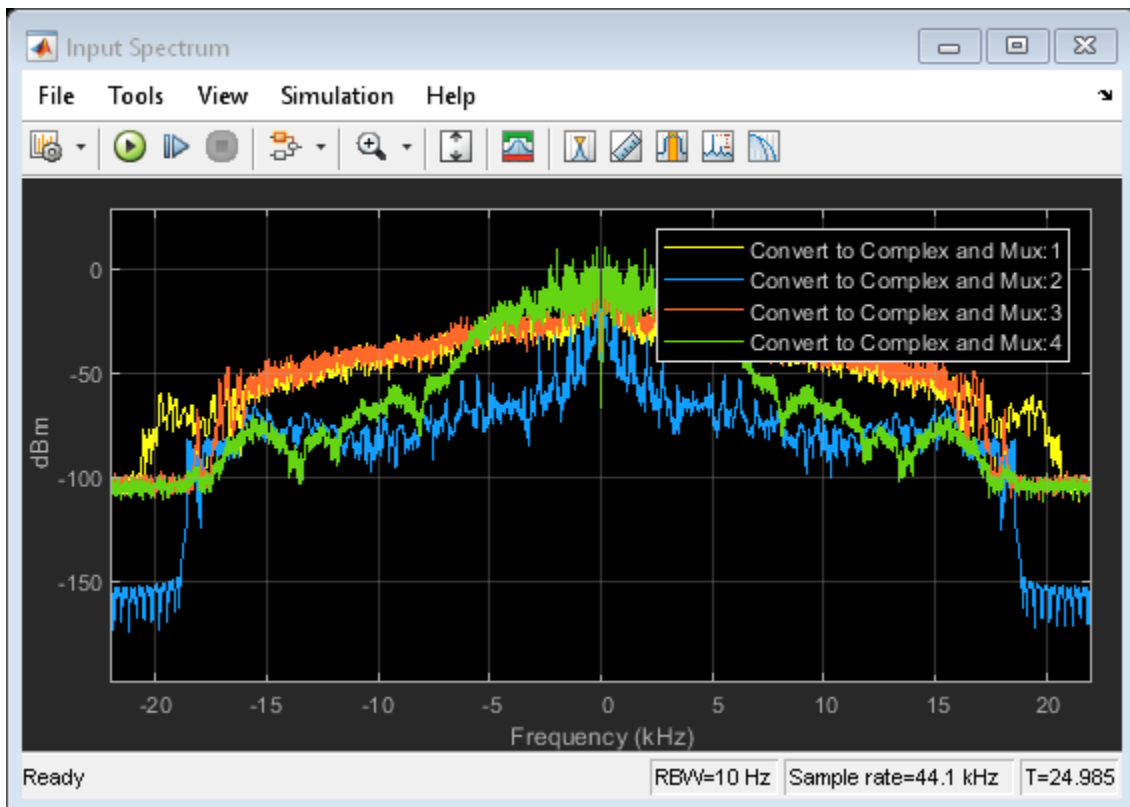 Input Spectrum
File Tools View Simulation Help
Convert to Complex and Mux:1
Convert to Complex and Mux:2
Convert to Complex and Mux:3
Convert to Complex and Mux:4
dBm
0
-50
-100
-150
-20 -15 -10 -5 0 5 10 15 20
Frequency (kHz)
Ready RBW=10 Hz Sample rate=44.1 kHz T=24.985